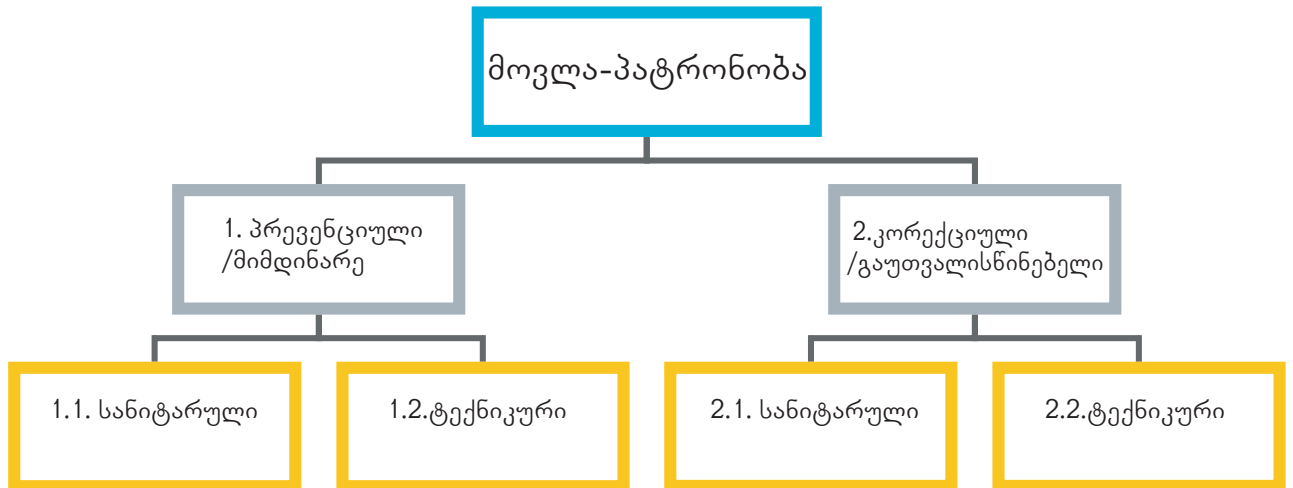 მოვლა-პატრონობა
1. პრევენციული
/მიმდინარე
2.კორექციული
/გაუთვალისწინებელი
1.1. სანიტარული
1.2.ტექნიკური
2.1. სანიტარული
2.2.ტექნიკური